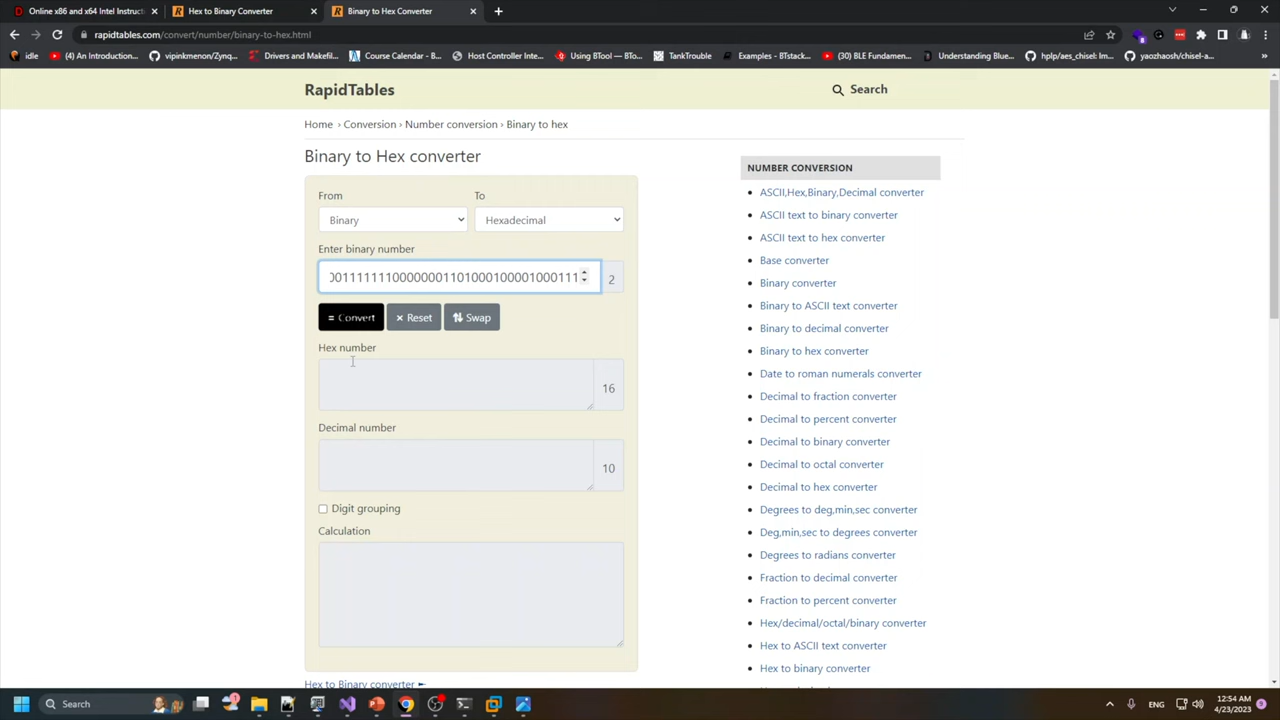 Online x86 and x64 Intel Instruct
Hex to Binary Converter
Binary to Hex Converter
rapidtables.com/convert/number/binary-to-hex.html
idle
(4) An Introduction...
vipinkmenon/Zynq...
Drivers and Makefil...
Course Calendar - E...
Host Controller Inte...
Using BTool — BTo...
TankTrouble
Examples - BTstack...
(30) BLE Fundamen...
Understanding Blue...
hplp/aes_chisel: Im...
yaozhaosh/chisel-a...
RapidTables
Search
Home › Conversion › Number conversion › Binary to hex
Binary to Hex converter
From
To
Binary
Hexadecimal
Enter binary number
2
= Convert
× Reset
Swap
Hex number
16
Decimal number
10
Digit grouping
Calculation
Hex to Binary converter ►
NUMBER CONVERSION
ASCII,Hex,Binary,Decimal converter
ASCII text to binary converter
ASCII text to hex converter
Base converter
Binary converter
Binary to ASCII text converter
Binary to decimal converter
Binary to hex converter
Date to roman numerals converter
Decimal to fraction converter
Decimal to percent converter
Decimal to binary converter
Decimal to octal converter
Decimal to hex converter
Degrees to deg,min,sec converter
Deg,min,sec to degrees converter
Degrees to radians converter
Fraction to decimal converter
Fraction to percent converter
Hex/decimal/octal/binary converter
Hex to ASCII text converter
Hex to binary converter
Search
ENG
12:54 AM
4/23/2023